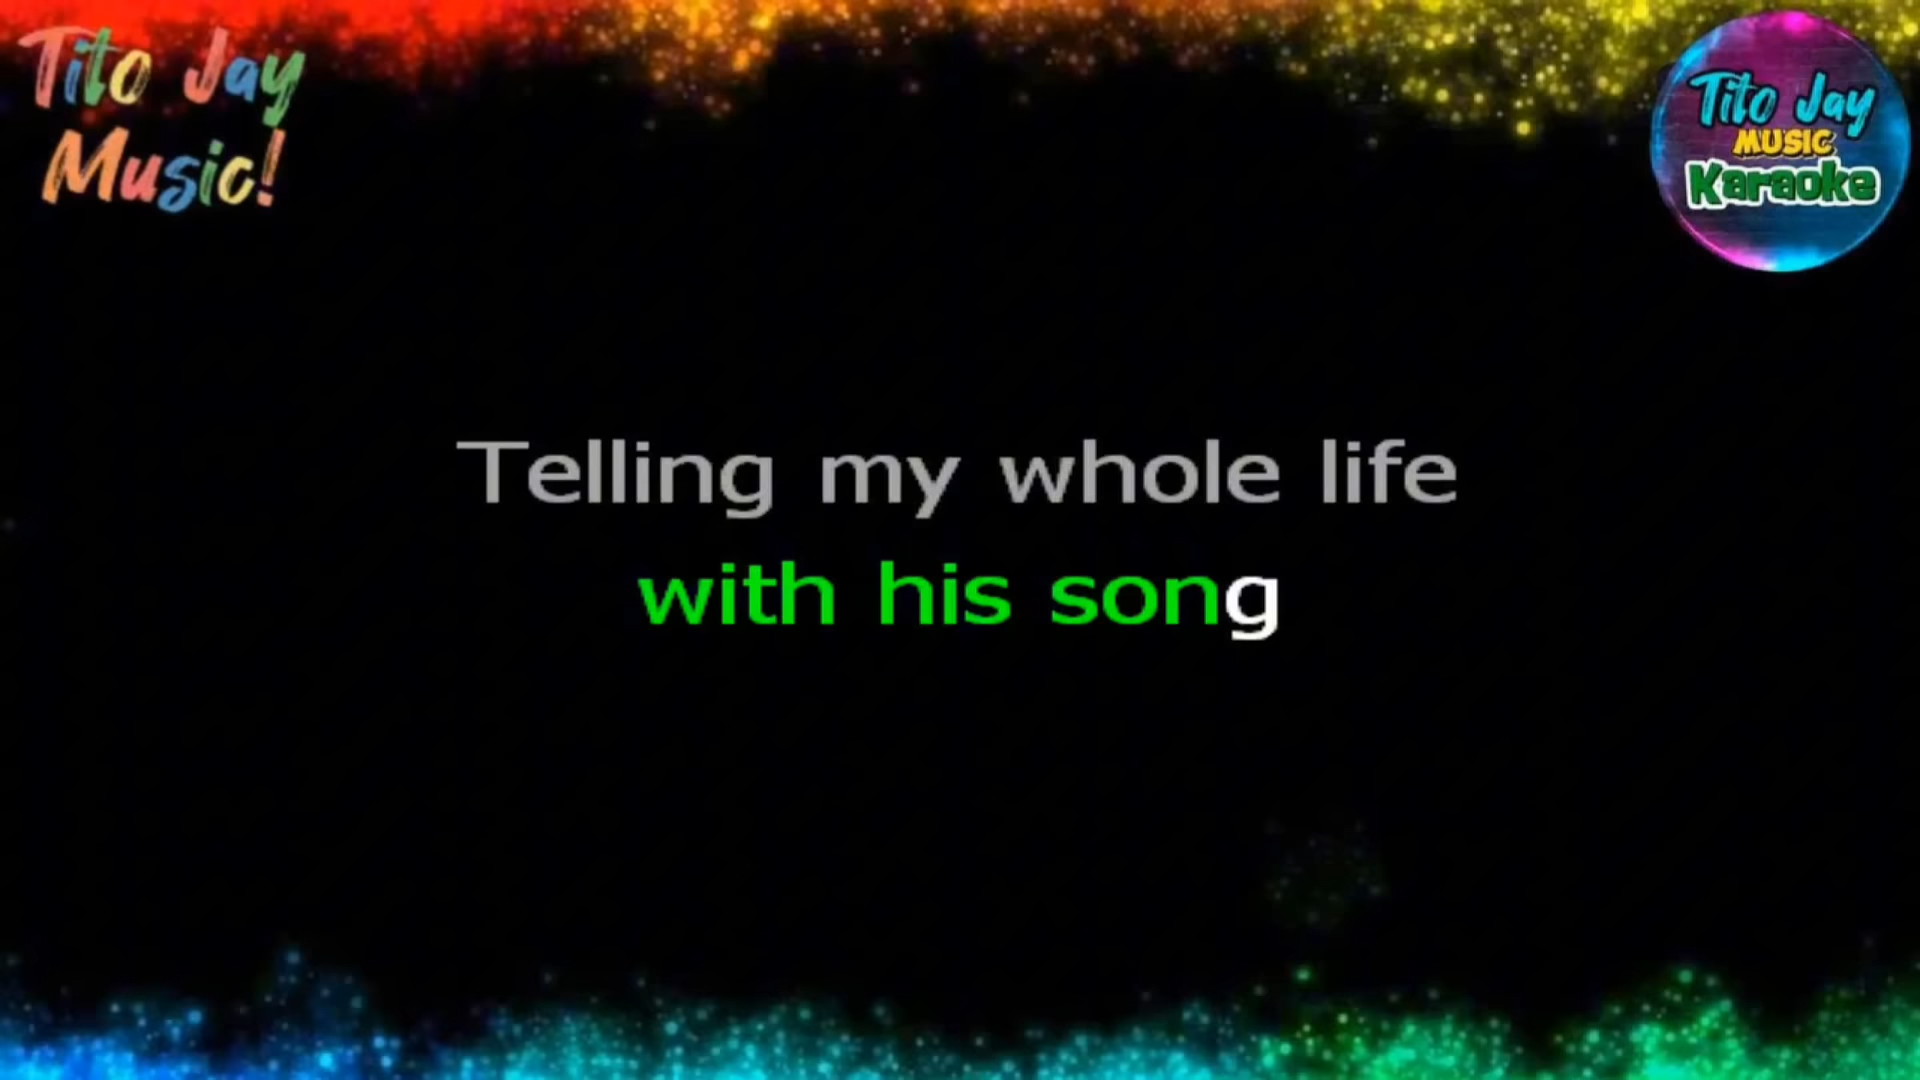 Tito Jay
Music!
Tito Jay
MUSIC
Karaoke
Telling my whole life
with his song